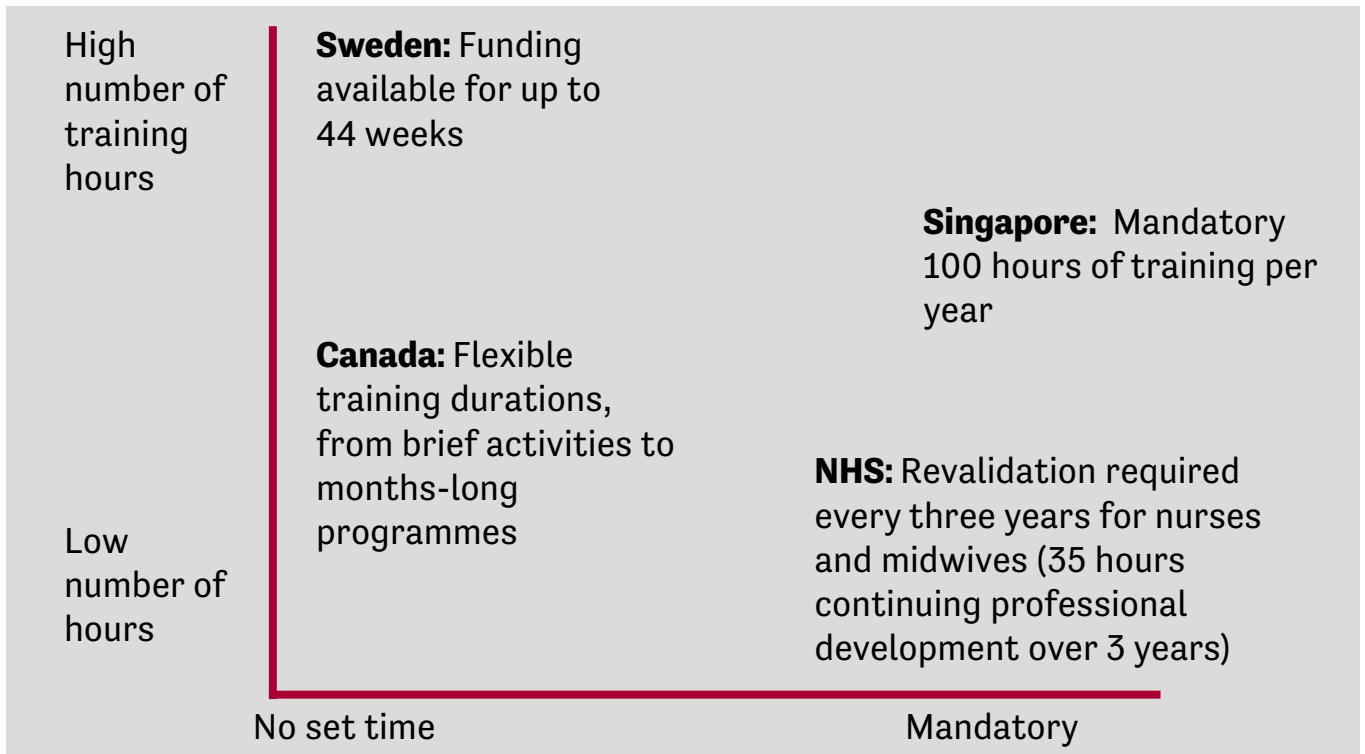 High
number of
training
hours
Sweden: Funding
available for up to
44 weeks
Singapore:  Mandatory
100 hours of training per
year
Canada: Flexible
training durations,
from brief activities to
months-long
programmes
NHS: Revalidation required
every three years for nurses
and midwives (35 hours
continuing professional
development over 3 years)
Low
number of
hours
No set time
Mandatory